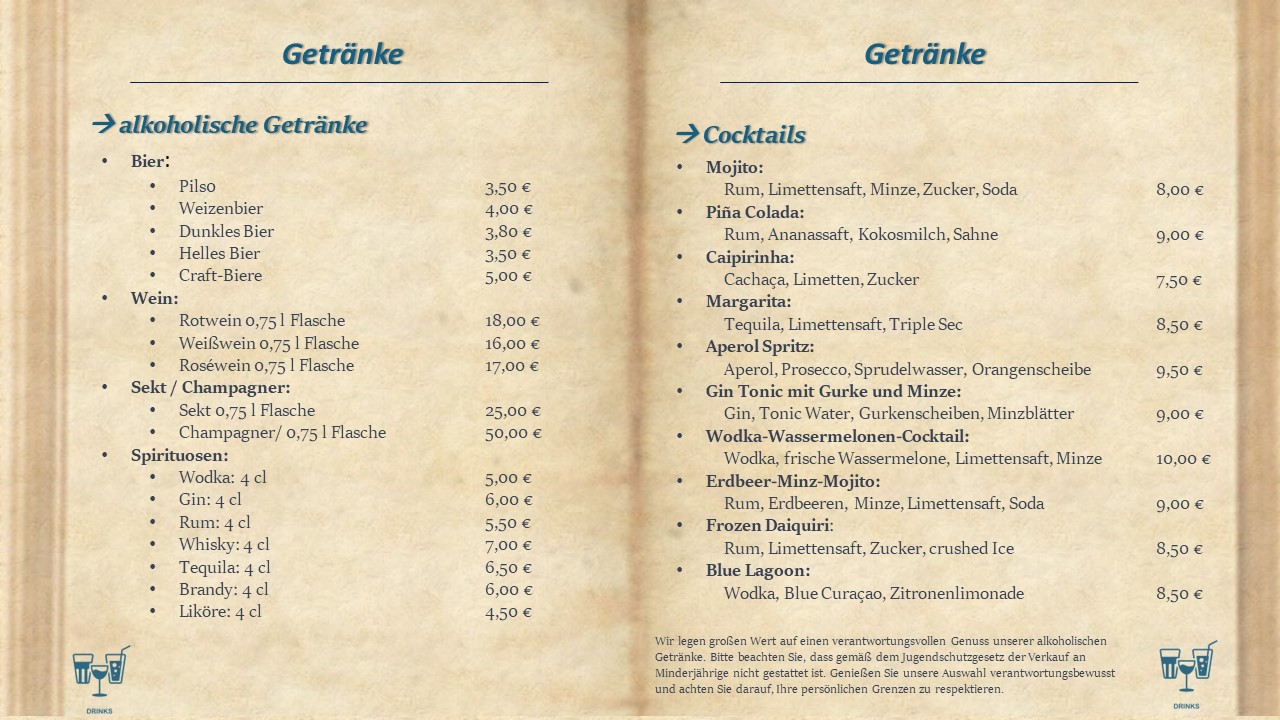 Getränke
→ alkoholische Getränke
• Bier:
• Pilso 3,50 €
• Weizenbier 4,00 €
• Dunkles Bier 3,80 €
• Helles Bier 3,50 €
• Craft-Biere 5,00 €
• Wein:
• Rotwein 0,75 l Flasche 18,00 €
• Weißwein 0,75 l Flasche 16,00 €
• Roséwein 0,75 l Flasche 17,00 €
• Sekt / Champagner:
• Sekt 0,75 l Flasche 25,00 €
• Champagner/ 0,75 l Flasche 50,00 €
• Spirituosen:
• Wodka: 4 cl 5,00 €
• Gin: 4 cl 6,00 €
• Rum: 4 cl 5,50 €
• Whisky: 4 cl 7,00 €
• Tequila: 4 cl 6,50 €
• Brandy: 4 cl 6,00 €
• Liköre: 4 cl 4,50 €
DRINKS
Getränke
→ Cocktails
• Mojito:
Rum, Limettensaft, Minze, Zucker, Soda 8,00 €
• Piña Colada:
Rum, Ananassaft, Kokosmilch, Sahne 9,00 €
• Caipirinha:
Cachaça, Limetten, Zucker 7,50 €
• Margarita:
Tequila, Limettensaft, Triple Sec 8,50 €
• Aperol Spritz:
Aperol, Prosecco, Sprudelwasser, Orangenscheibe 9,50 €
• Gin Tonic mit Gurke und Minze:
Gin, Tonic Water, Gurkenscheiben, Minzblätter 9,00 €
• Wodka-Wassermelonen-Cocktail:
Wodka, frische Wassermelone, Limettensaft, Minze 10,00 €
• Erdbeer-Minz-Mojito:
Rum, Erdbeeren, Minze, Limettensaft, Soda 9,00 €
• Frozen Daiquiri:
Rum, Limettensaft, Zucker, crushed Ice 8,50 €
• Blue Lagoon:
Wodka, Blue Curaçao, Zitronenlimonade 8,50 €
Wir legen großen Wert auf einen verantwortungsvollen Genuss unserer alkoholischen
Getränke. Bitte beachten Sie, dass gemäß dem Jugendschutzgesetz der Verkauf an
Minderjährige nicht gestattet ist. Genießen Sie unsere Auswahl verantwortungsbewusst
und achten Sie darauf, Ihre persönlichen Grenzen zu respektieren.
DRINKS